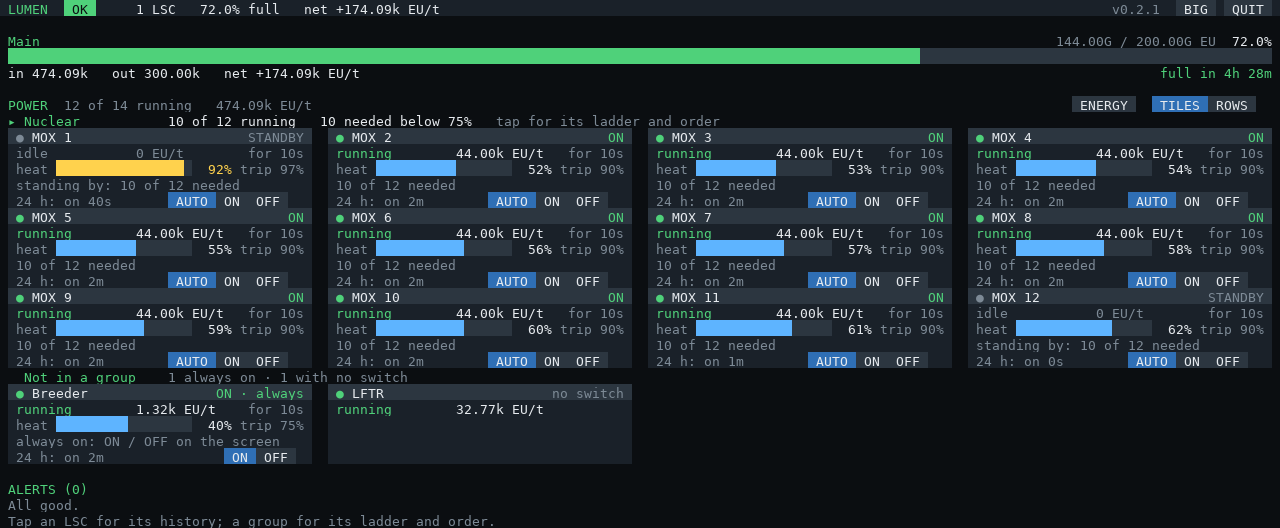 LUMEN OK 1 LSC 72.0% full net +174.09k EU/t v0.2.1 BIG QUIT
Main 144.00G / 200.00G EU 72.0%
in 474.09k out 300.00k net +174.09k EU/t full in 4h 28m
POWER 12 of 14 running 474.09k EU/t ENERGY TILES ROWS
▸ Nuclear 10 of 12 running 10 needed below 75% tap for its ladder and order
● MOX 1 STANDBY ● MOX 2 ON ● MOX 3 ON ● MOX 4 ON
idle 0 EU/t for 10s running 44.00k EU/t for 10s running 44.00k EU/t for 10s running 44.00k EU/t for 10s
heat 92% trip 97% heat 52% trip 90% heat 53% trip 90% heat 54% trip 90%
standing by: 10 of 12 needed 10 of 12 needed 10 of 12 needed 10 of 12 needed
24 h: on 40s AUTO ON OFF 24 h: on 2m AUTO ON OFF 24 h: on 2m AUTO ON OFF 24 h: on 2m AUTO ON OFF
● MOX 5 ON ● MOX 6 ON ● MOX 7 ON ● MOX 8 ON
running 44.00k EU/t for 10s running 44.00k EU/t for 10s running 44.00k EU/t for 10s running 44.00k EU/t for 10s
heat 55% trip 90% heat 56% trip 90% heat 57% trip 90% heat 58% trip 90%
10 of 12 needed 10 of 12 needed 10 of 12 needed 10 of 12 needed
24 h: on 2m AUTO ON OFF 24 h: on 2m AUTO ON OFF 24 h: on 2m AUTO ON OFF 24 h: on 2m AUTO ON OFF
● MOX 9 ON ● MOX 10 ON ● MOX 11 ON ● MOX 12 STANDBY
running 44.00k EU/t for 10s running 44.00k EU/t for 10s running 44.00k EU/t for 10s idle 0 EU/t for 10s
heat 59% trip 90% heat 60% trip 90% heat 61% trip 90% heat 62% trip 90%
10 of 12 needed 10 of 12 needed 10 of 12 needed standing by: 10 of 12 needed
24 h: on 2m AUTO ON OFF 24 h: on 2m AUTO ON OFF 24 h: on 1m AUTO ON OFF 24 h: on 0s AUTO ON OFF
Not in a group 1 always on · 1 with no switch
● Breeder ON · always ● LFTR no switch
running 1.32k EU/t for 10s running 32.77k EU/t
heat 40% trip 75%
always on: ON / OFF on the screen
24 h: on 2m ON OFF
ALERTS (0)
All good.
Tap an LSC for its history; a group for its ladder and order.